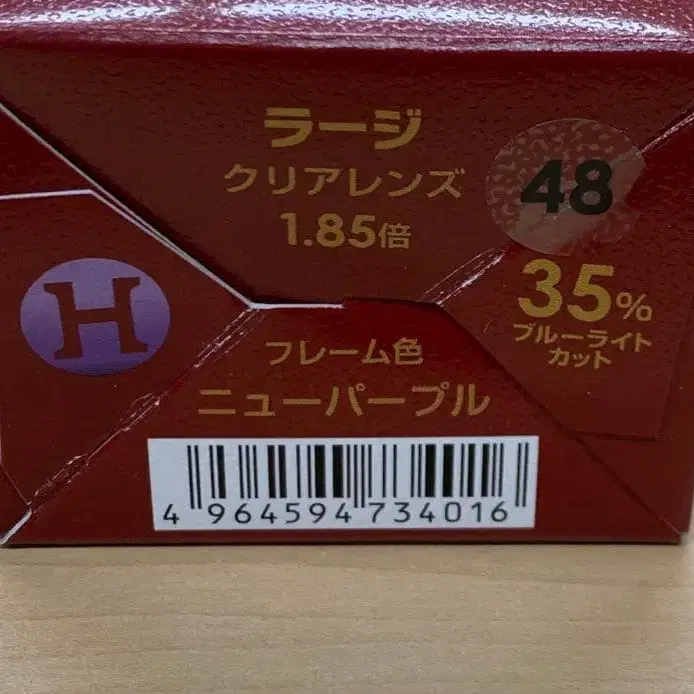 ラージ
クリアレンズ
1.85倍
48
35%
ブルーライト
カット
H
フレーム色
ニューパープル
4 964594 734016